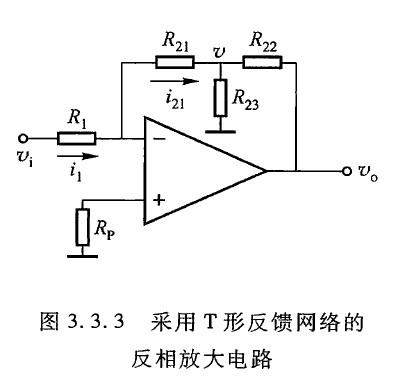 R21 v R22
i21 R23
R1
vi i1
− +
vo
RP
图 3.3.3 采用 T 形反馈网络的
反相放大电路